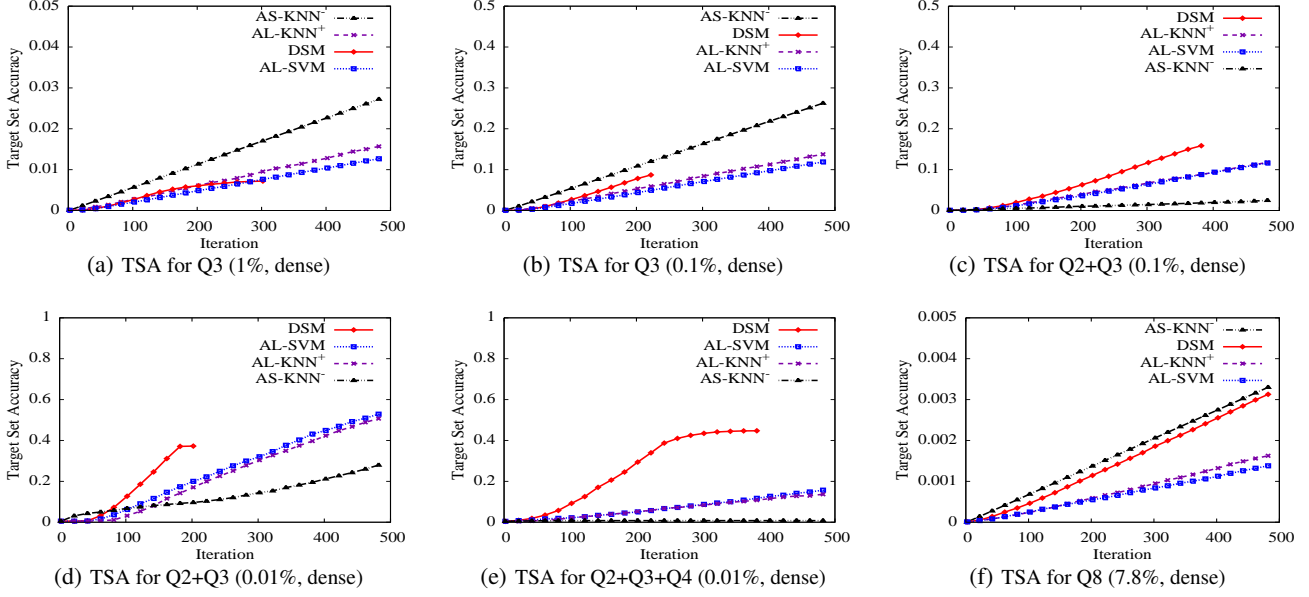 Target Set Accuracy
0.05
0.04
0.03
0.02
0.01
0
0 100 200 300 400 500
Iteration
AS-KNN⁻
AL-KNN⁺
DSM
AL-SVM
(a) TSA for Q3 (1%, dense)
Target Set Accuracy
0.5
0.4
0.3
0.2
0.1
0
0 100 200 300 400 500
Iteration
AS-KNN⁻
DSM
AL-KNN⁺
AL-SVM
(b) TSA for Q3 (0.1%, dense)
Target Set Accuracy
0.5
0.4
0.3
0.2
0.1
0
0 100 200 300 400 500
Iteration
DSM
AL-KNN⁺
AL-SVM
AS-KNN⁻
(c) TSA for Q2+Q3 (0.1%, dense)
Target Set Accuracy
1
0.8
0.6
0.4
0.2
0
0 100 200 300 400 500
Iteration
DSM
AL-SVM
AL-KNN⁺
AS-KNN⁻
(d) TSA for Q2+Q3 (0.01%, dense)
Target Set Accuracy
1
0.8
0.6
0.4
0.2
0
0 100 200 300 400 500
Iteration
DSM
AL-SVM
AL-KNN⁺
AS-KNN⁻
(e) TSA for Q2+Q3+Q4 (0.01%, dense)
Target Set Accuracy
0.005
0.004
0.003
0.002
0.001
0
0 100 200 300 400 500
Iteration
AS-KNN⁻
DSM
AL-KNN⁺
AL-SVM
(f) TSA for Q8 (7.8%, dense)